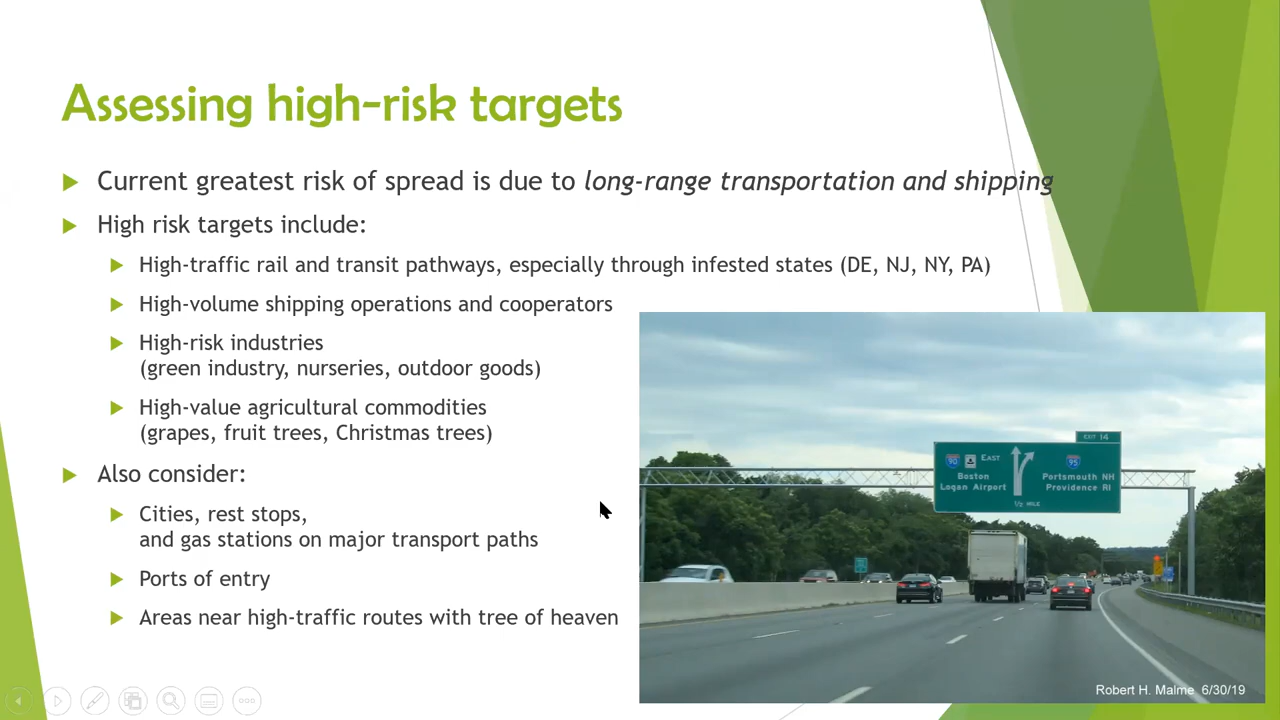 Assessing high-risk targets
Current greatest risk of spread is due to long-range transportation and shipping
High risk targets include:
High-traffic rail and transit pathways, especially through infested states (DE, NJ, NY, PA)
High-volume shipping operations and cooperators
High-risk industries
(green industry, nurseries, outdoor goods)
High-value agricultural commodities
(grapes, fruit trees, Christmas trees)
Also consider:
Cities, rest stops,
and gas stations on major transport paths
Ports of entry
Areas near high-traffic routes with tree of heaven
EXIT 14
90 EAST
Boston
Logan Airport
95
Portsmouth NH
Providence RI
1/2 MILE
Robert H. Malme 6/30/19